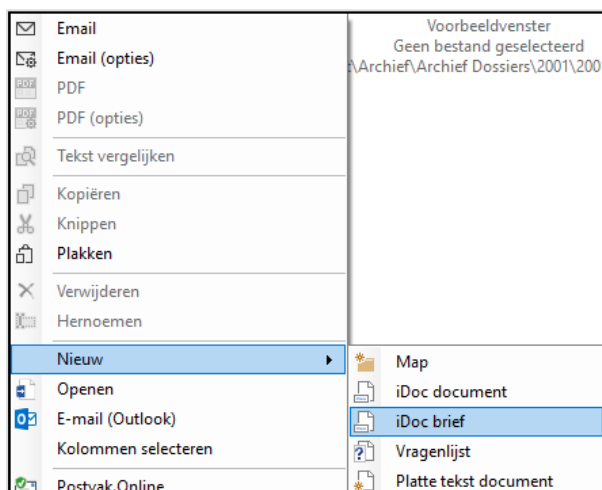 Email
Email (opties)
PDF
PDF (opties)
Tekst vergelijken
Kopiëren
Knippen
Plakken
Verwijderen
Hernoemen
Nieuw
Openen
E-mail (Outlook)
Kolommen selecteren
Postvak.Online
Voorbeeldvenster
Geen bestand geselecteerd
:\Archief\Archief Dossiers\2001\200
Map
iDoc document
iDoc brief
Vragenlijst
Platte tekst document